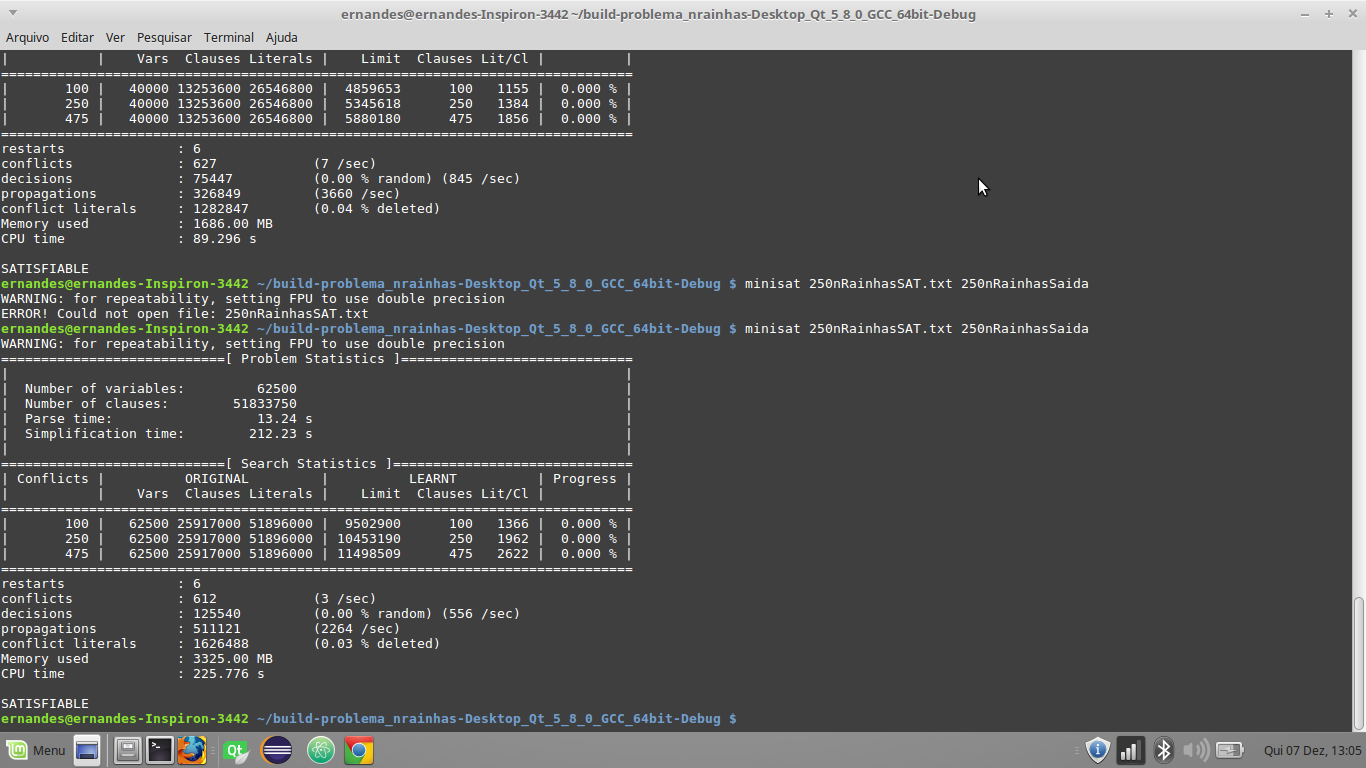 ernandes@ernandes-Inspiron-3442 ~/build-problema_nrainhas-Desktop_Qt_5_8_0_GCC_64bit-Debug
Arquivo Editar Ver Pesquisar Terminal Ajuda
|            |    Vars  Clauses Literals |    Limit  Clauses Lit/Cl |          |
===============================================================================
|       100 |   40000 13253600 26546800 |  4859653      100   1155 |  0.000 % |
|       250 |   40000 13253600 26546800 |  5345618      250   1384 |  0.000 % |
|       475 |   40000 13253600 26546800 |  5880180      475   1856 |  0.000 % |
===============================================================================
restarts              : 6
conflicts             : 627            (7 /sec)
decisions             : 75447          (0.00 % random) (845 /sec)
propagations          : 326849         (3660 /sec)
conflict literals     : 1282847        (0.04 % deleted)
Memory used           : 1686.00 MB
CPU time              : 89.296 s
SATISFIABLE
ernandes@ernandes-Inspiron-3442 ~/build-problema_nrainhas-Desktop_Qt_5_8_0_GCC_64bit-Debug $ minisat 250nRainhasSAT.txt 250nRainhasSaida
WARNING: for repeatability, setting FPU to use double precision
ERROR! Could not open file: 250nRainhasSAT.txt
ernandes@ernandes-Inspiron-3442 ~/build-problema_nrainhas-Desktop_Qt_5_8_0_GCC_64bit-Debug $ minisat 250nRainhasSAT.txt 250nRainhasSaida
WARNING: for repeatability, setting FPU to use double precision
============================[ Problem Statistics ]=============================
|                                                                             |
|  Number of variables:         62500                                         |
|  Number of clauses:        51833750                                         |
|  Parse time:                  13.24 s                                       |
|  Simplification time:        212.23 s                                       |
|                                                                             |
============================[ Search Statistics ]==============================
| Conflicts |          ORIGINAL         |          LEARNT          | Progress |
|           |    Vars  Clauses Literals |    Limit  Clauses Lit/Cl |          |
===============================================================================
|       100 |   62500 25917000 51896000 |  9502900      100   1366 |  0.000 % |
|       250 |   62500 25917000 51896000 | 10453190      250   1962 |  0.000 % |
|       475 |   62500 25917000 51896000 | 11498509      475   2622 |  0.000 % |
===============================================================================
restarts              : 6
conflicts             : 612            (3 /sec)
decisions             : 125540         (0.00 % random) (556 /sec)
propagations          : 511121         (2264 /sec)
conflict literals     : 1626488        (0.03 % deleted)
Memory used           : 3325.00 MB
CPU time              : 225.776 s
SATISFIABLE
ernandes@ernandes-Inspiron-3442 ~/build-problema_nrainhas-Desktop_Qt_5_8_0_GCC_64bit-Debug $
Menu Qt Qui 07 Dez, 13:05